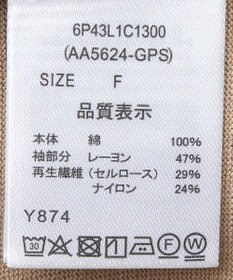 6P43L1C1300
(AA5624-GPS)
SIZE F
品質表示
本体 綿 100%
袖部分 レーヨン 47%
再生繊維(セルロース) 29%
ナイロン 24%
Y874
30 F W